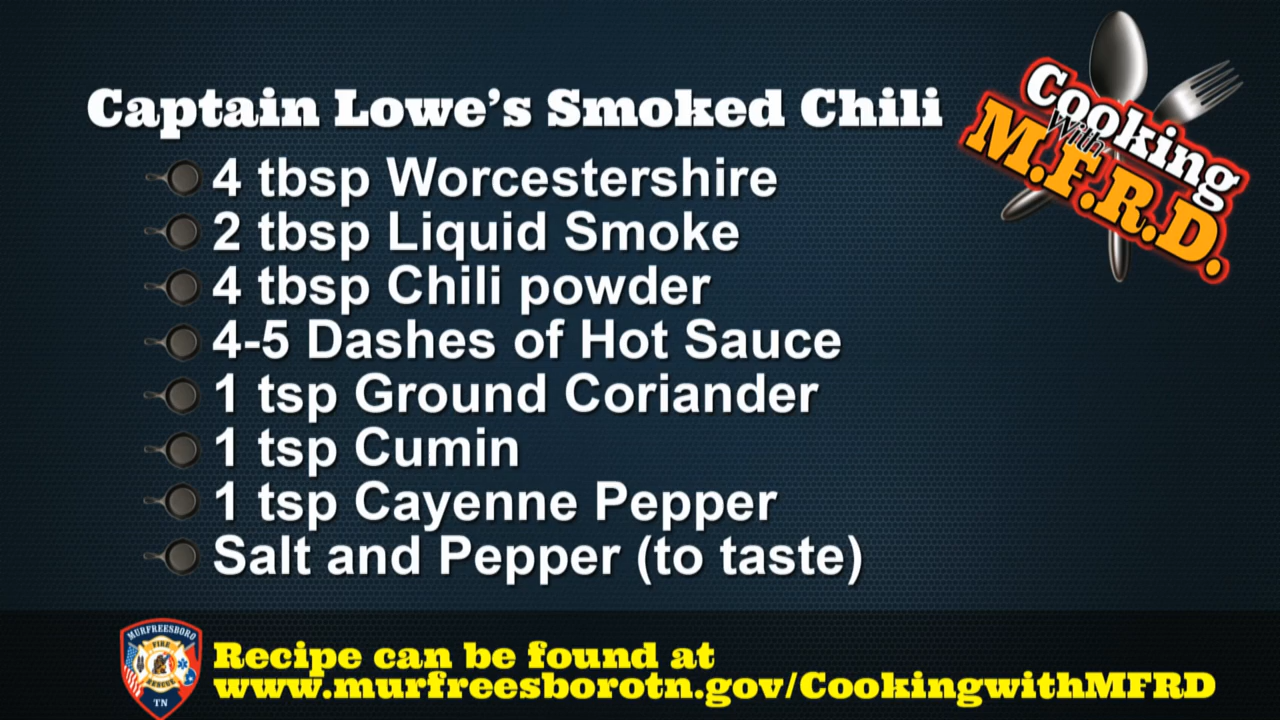 Captain Lowe's Smoked Chili
4 tbsp Worcestershire
2 tbsp Liquid Smoke
4 tbsp Chili powder
4-5 Dashes of Hot Sauce
1 tsp Ground Coriander
1 tsp Cumin
1 tsp Cayenne Pepper
Salt and Pepper (to taste)
Cooking
With
M.F.R.D.
MURFREESBORO
FIRE
RESCUE
TN
Recipe can be found at
www.murfreesborotn.gov/CookingwithMFRD